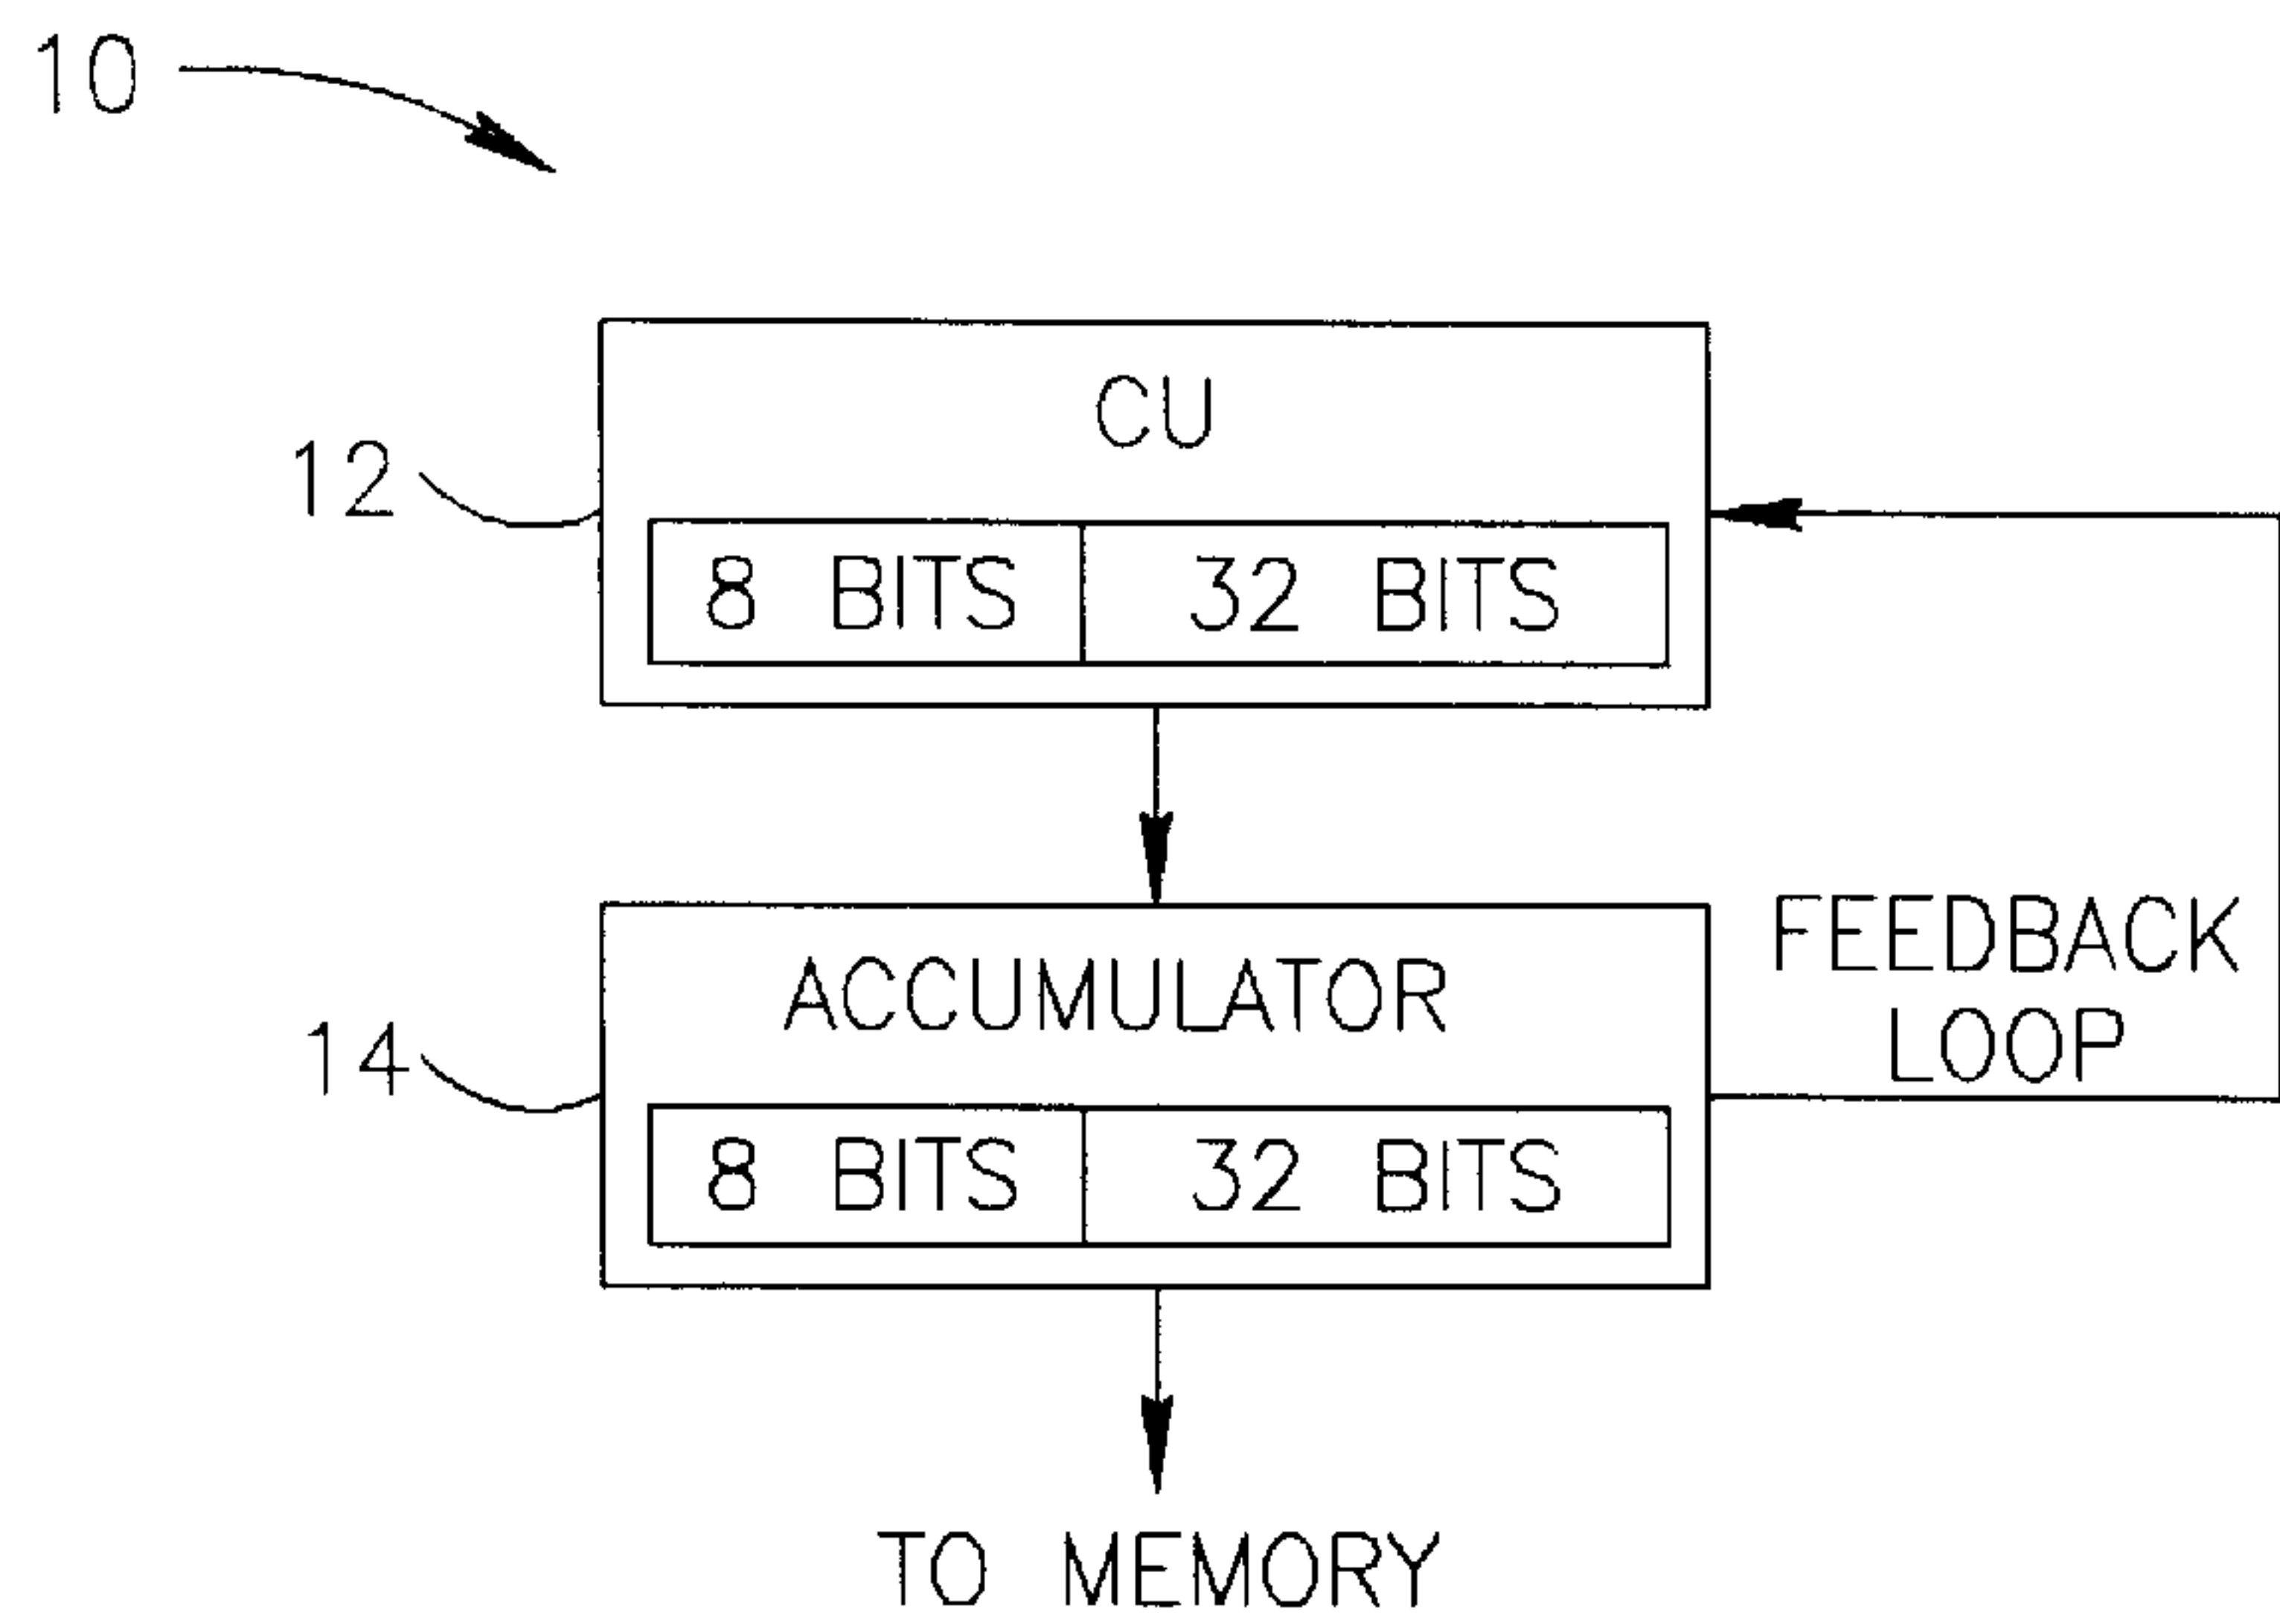 10
CU
12
8 BITS 32 BITS
FEEDBACK
LOOP
ACCUMULATOR
14
8 BITS 32 BITS
TO MEMORY